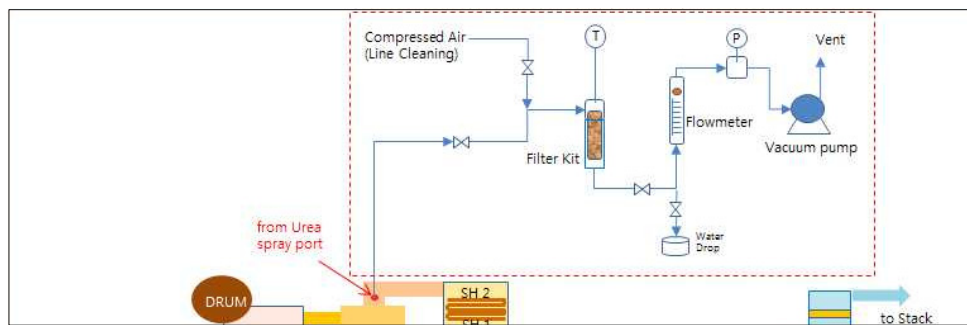 Compressed Air
(Line Cleaning)
T
P
Vent
Flowmeter
Vacuum pump
Filter Kit
Water
Drop
from Urea
spray port
DRUM
SH 2
SH 1
to Stack